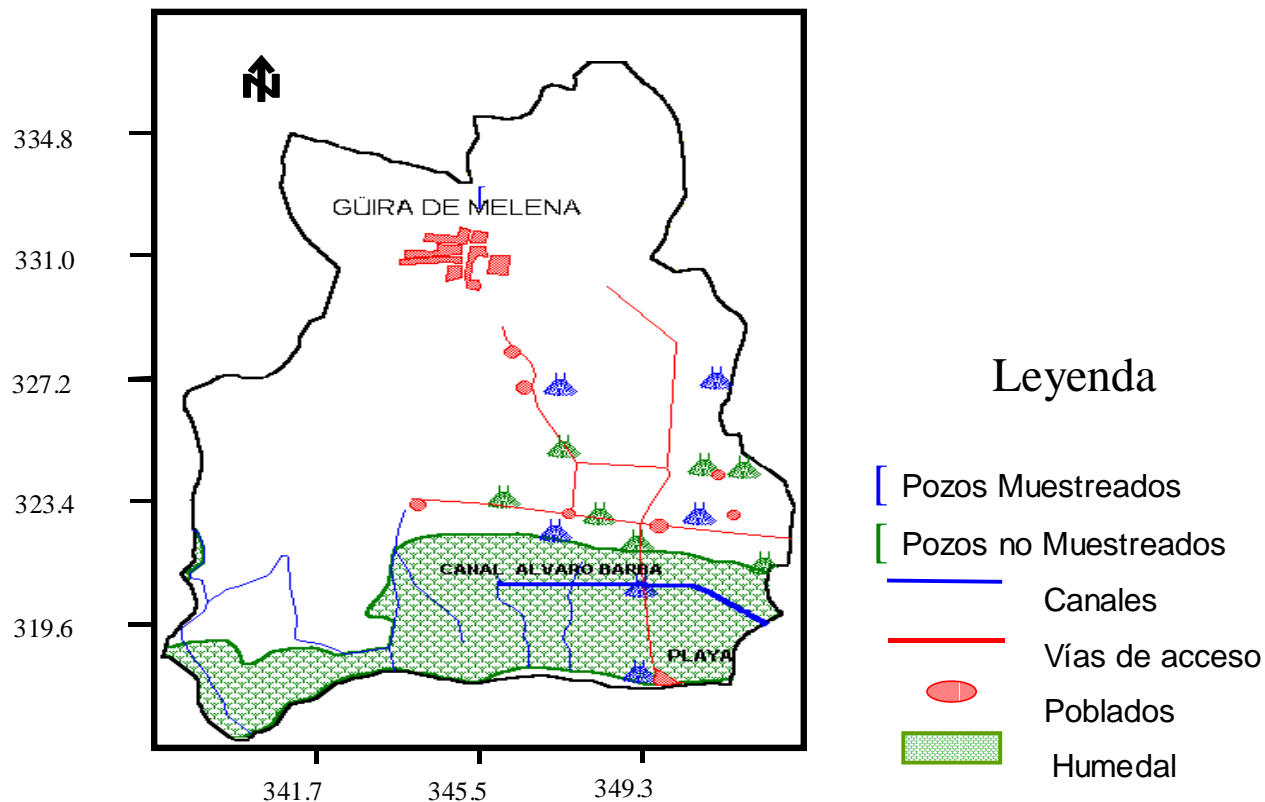 N
334.8
GÜIRA DE MELENA
331.0
327.2
323.4
CANAL ALVARO BARBA
319.6
PLAYA
341.7
345.5
349.3
Leyenda
Pozos Muestreados
Pozos no Muestreados
Canales
Vías de acceso
Poblados
Humedal